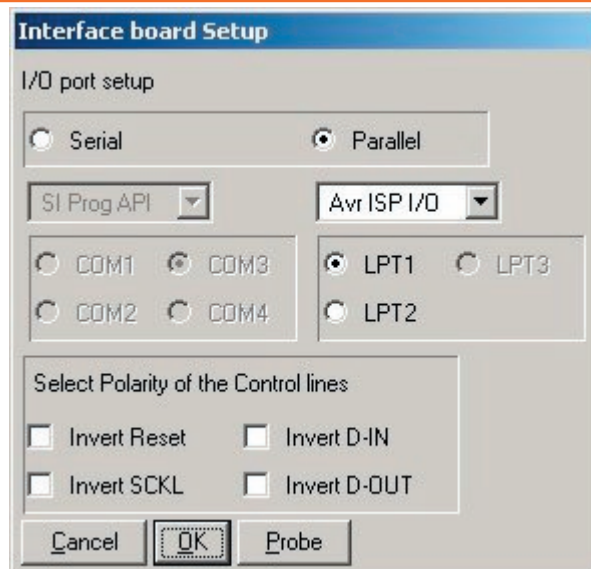 Interface board Setup
I/O port setup
Serial Parallel
SI Prog API Avr ISP I/O
COM1 COM3 LPT1 LPT3
COM2 COM4 LPT2
Select Polarity of the Control lines
Invert Reset Invert D-IN
Invert SCKL Invert D-OUT
Cancel OK Probe